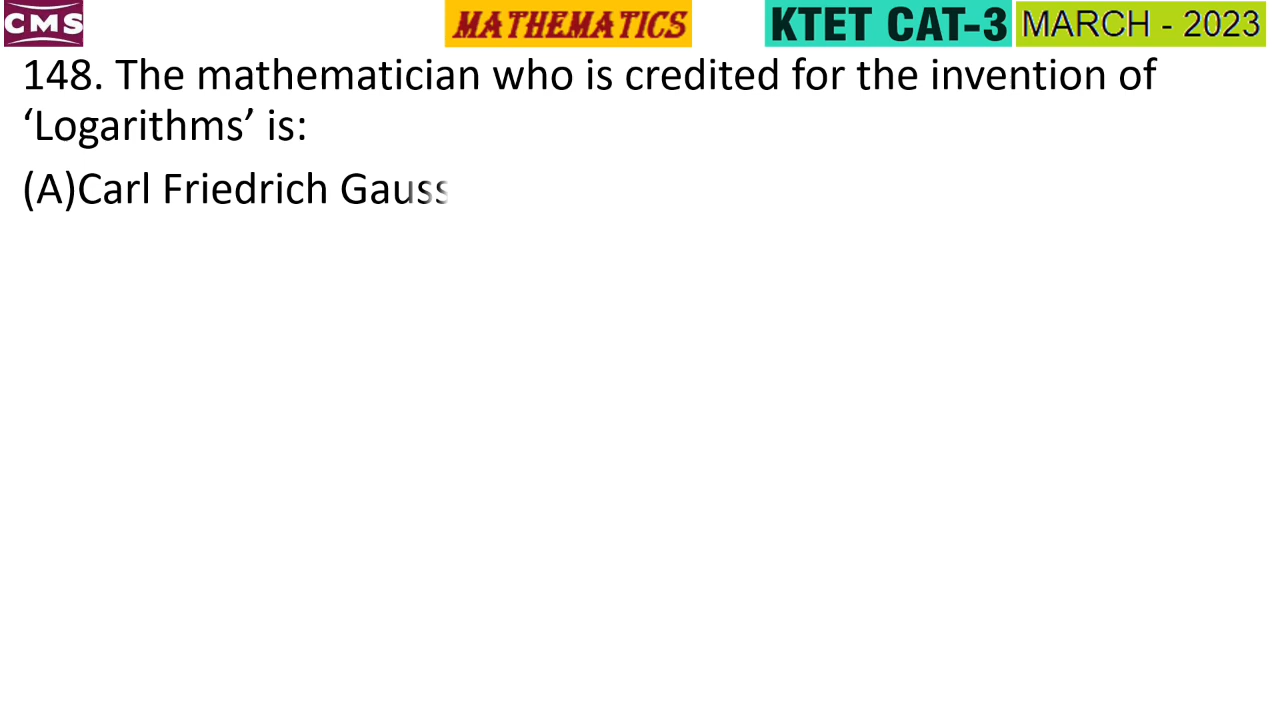 CMS
MATHEMATICS
KTET CAT-3
MARCH - 2023
148. The mathematician who is credited for the invention of
‘Logarithms’ is:
(A)Carl Friedrich Gauss